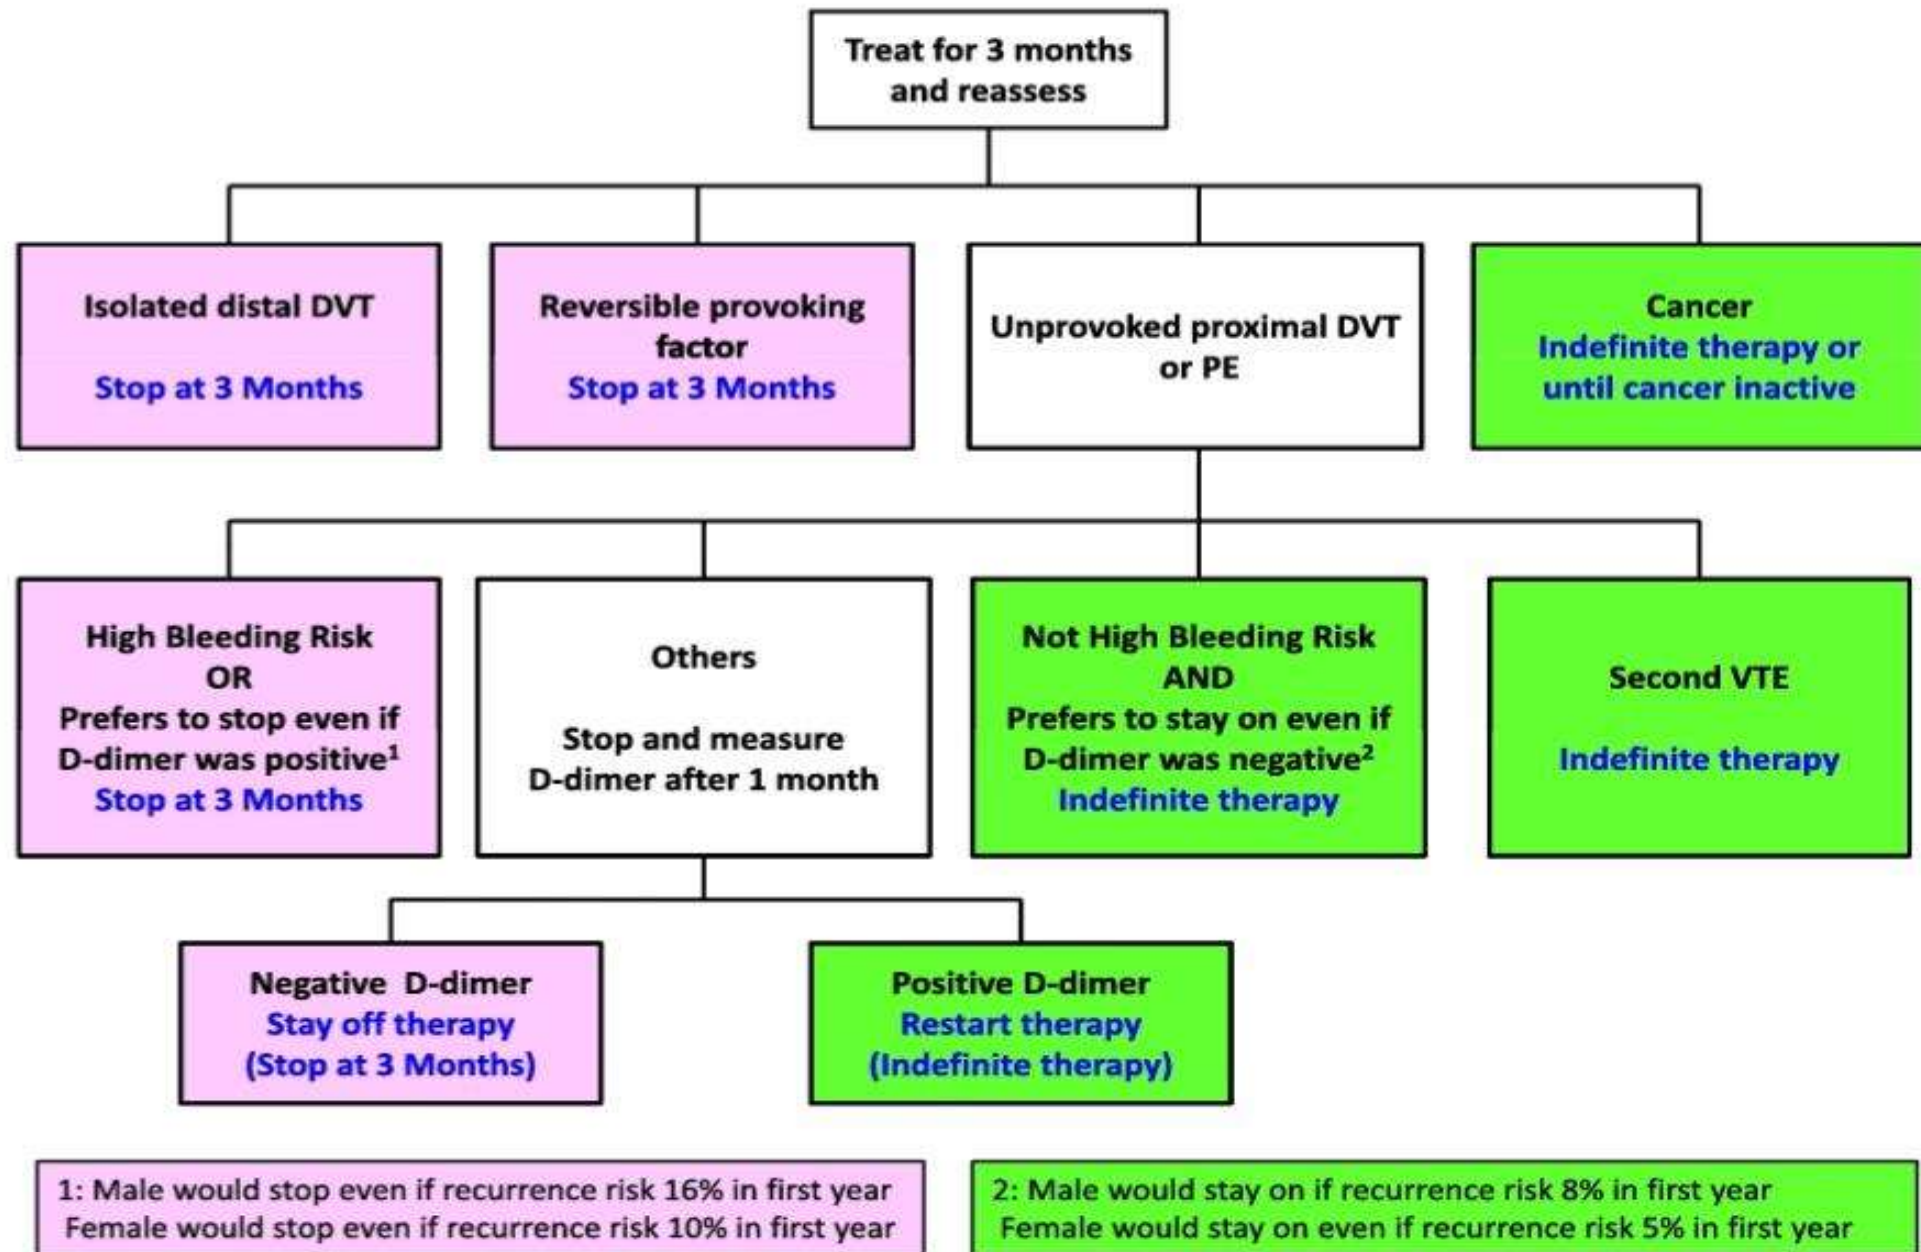 Treat for 3 months
and reassess
Isolated distal DVT
Stop at 3 Months
Reversible provoking
factor
Stop at 3 Months
Unprovoked proximal DVT
or PE
Cancer
Indefinite therapy or
until cancer inactive
High Bleeding Risk
OR
Prefers to stop even if
D-dimer was positive¹
Stop at 3 Months
Others
Stop and measure
D-dimer after 1 month
Not High Bleeding Risk
AND
Prefers to stay on even if
D-dimer was negative²
Indefinite therapy
Second VTE
Indefinite therapy
Negative D-dimer
Stay off therapy
(Stop at 3 Months)
Positive D-dimer
Restart therapy
(Indefinite therapy)
1: Male would stop even if recurrence risk 16% in first year
Female would stop even if recurrence risk 10% in first year
2: Male would stay on if recurrence risk 8% in first year
Female would stay on even if recurrence risk 5% in first year